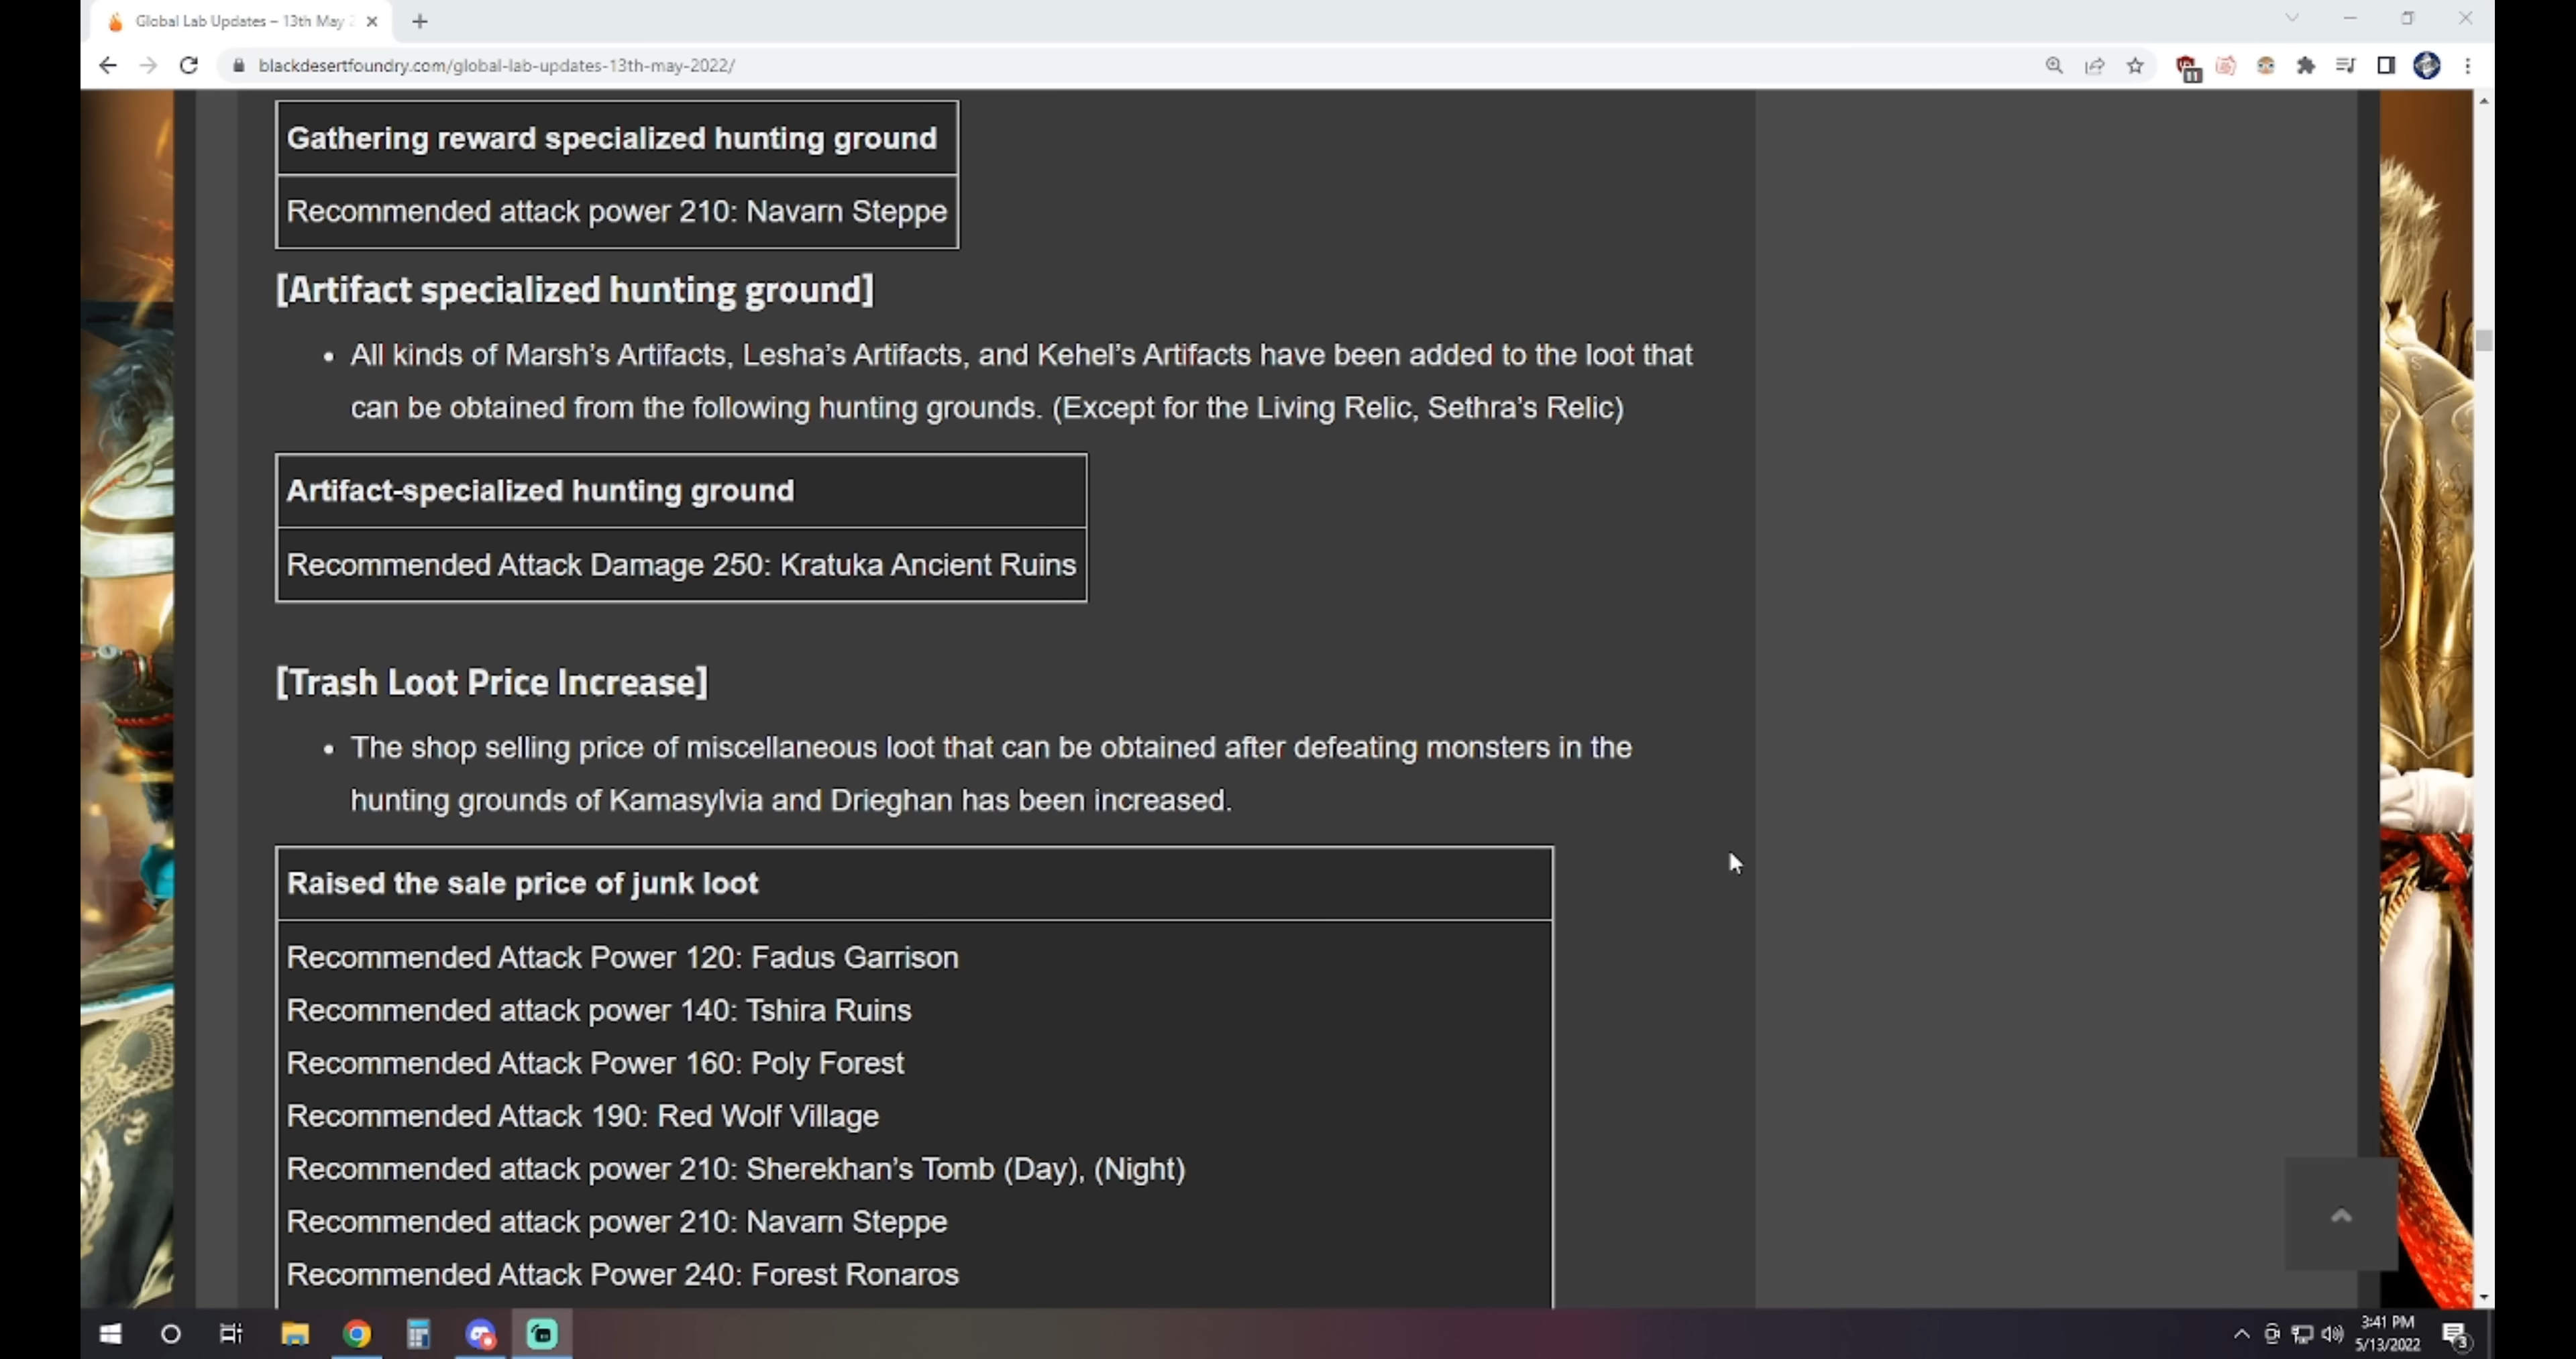 Global Lab Updates – 13th May 2
blackdesertfoundry.com/global-lab-updates-13th-may-2022/
Gathering reward specialized hunting ground
Recommended attack power 210: Navarn Steppe
[Artifact specialized hunting ground]
• All kinds of Marsh’s Artifacts, Lesha’s Artifacts, and Kehel’s Artifacts have been added to the loot that
can be obtained from the following hunting grounds. (Except for the Living Relic, Sethra’s Relic)
Artifact-specialized hunting ground
Recommended Attack Damage 250: Kratuka Ancient Ruins
[Trash Loot Price Increase]
• The shop selling price of miscellaneous loot that can be obtained after defeating monsters in the
hunting grounds of Kamasylvia and Drieghan has been increased.
Raised the sale price of junk loot
Recommended Attack Power 120: Fadus Garrison
Recommended attack power 140: Tshira Ruins
Recommended Attack Power 160: Poly Forest
Recommended Attack 190: Red Wolf Village
Recommended attack power 210: Sherekhan’s Tomb (Day), (Night)
Recommended attack power 210: Navarn Steppe
Recommended Attack Power 240: Forest Ronaros
3:41 PM
5/13/2022
3